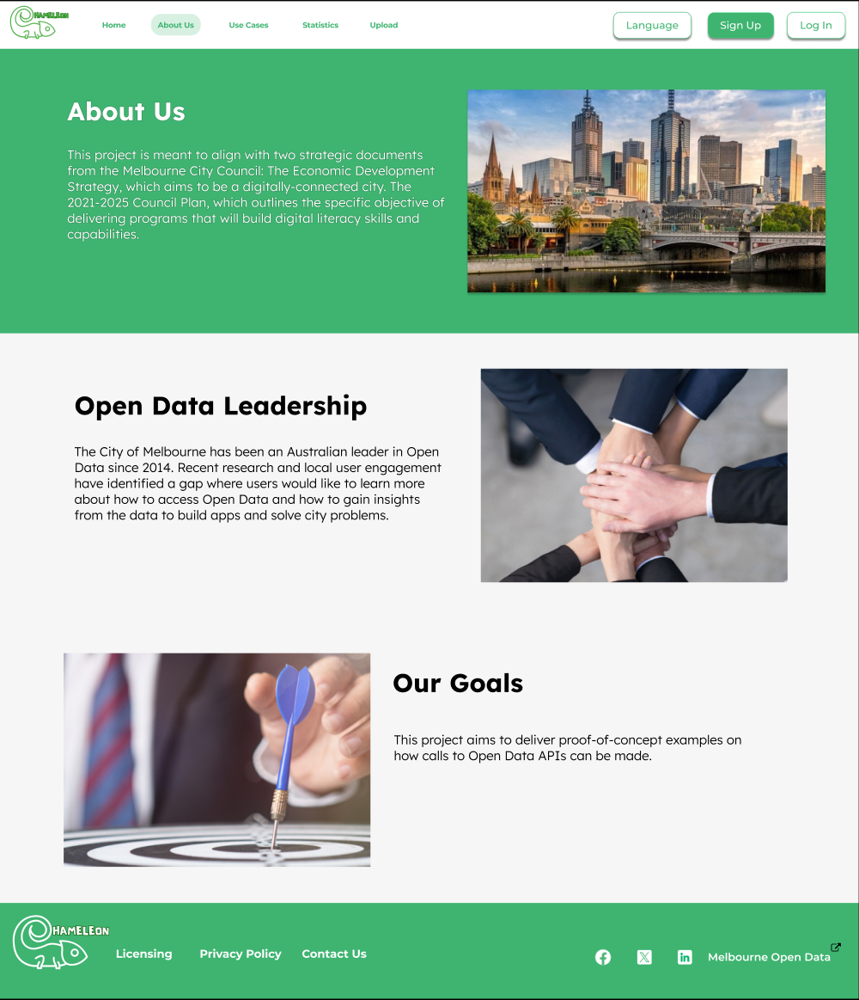 HAMELEON
Home
About Us
Use Cases
Statistics
Upload
Language
Sign Up
Log In
About Us
This project is meant to align with two strategic documents
from the Melbourne City Council: The Economic Development
Strategy, which aims to be a digitally-connected city. The
2021-2025 Council Plan, which outlines the specific objective of
delivering programs that will build digital literacy skills and
capabilities.
Open Data Leadership
The City of Melbourne has been an Australian leader in Open
Data since 2014. Recent research and local user engagement
have identified a gap where users would like to learn more
about how to access Open Data and how to gain insights
from the data to build apps and solve city problems.
Our Goals
This project aims to deliver proof-of-concept examples on
how calls to Open Data APIs can be made.
HAMELEON
Licensing
Privacy Policy
Contact Us
Melbourne Open Data